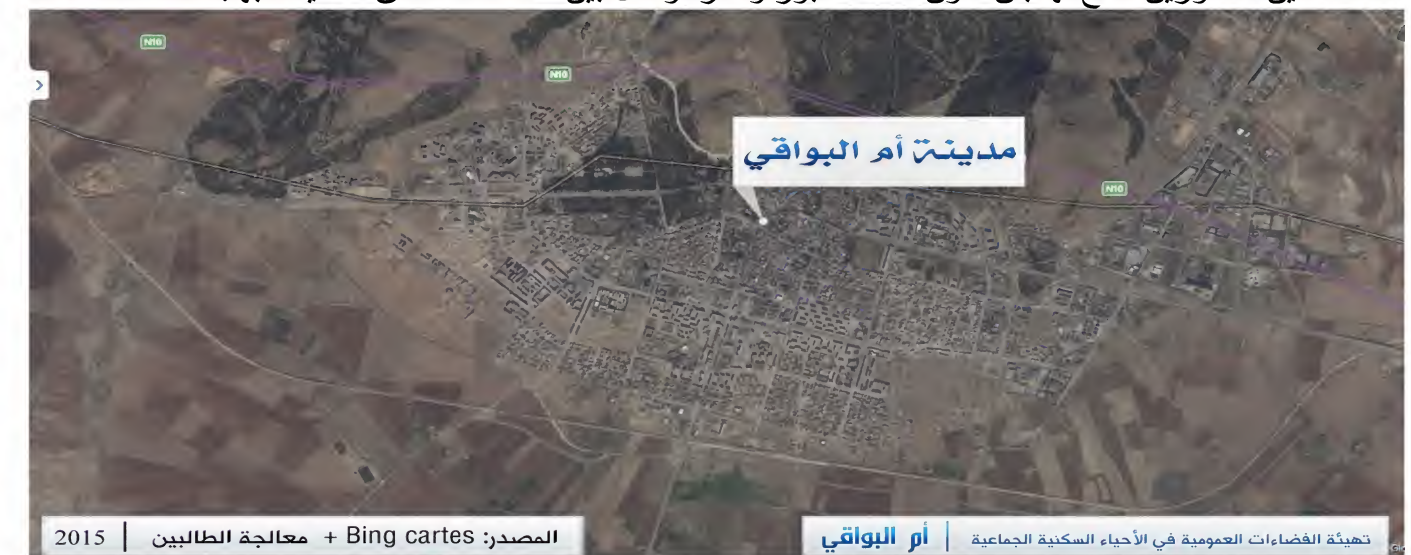 N10
N10
مدينة أم البواقي
N10
تهيئة الفضاءات العمومية في الأحياء السكنية الجماعية | أم البواقي
المصدر: Bing cartes + معالجة الطالبين | 2015